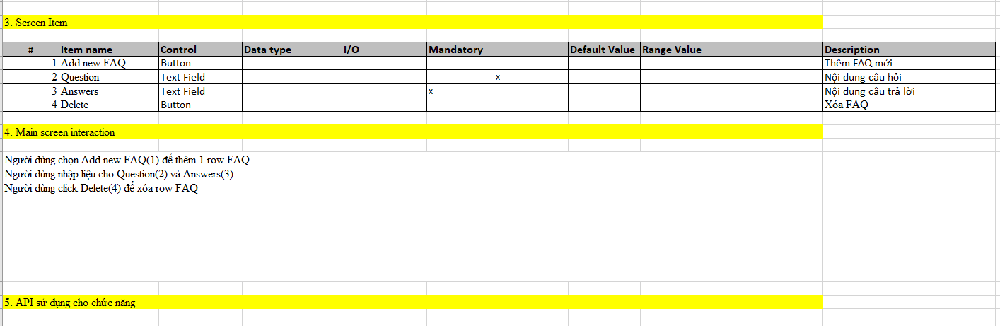 3. Screen Item
# Item name Control Data type I/O Mandatory Default Value Range Value Description
1 Add new FAQ Button Thêm FAQ mới
2 Question Text Field x Nội dung câu hỏi
3 Answers Text Field x Nội dung câu trả lời
4 Delete Button Xóa FAQ
4. Main screen interaction
Người dùng chọn Add new FAQ(1) để thêm 1 row FAQ
Người dùng nhập liệu cho Question(2) và Answers(3)
Người dùng click Delete(4) để xóa row FAQ
5. API sử dụng cho chức năng